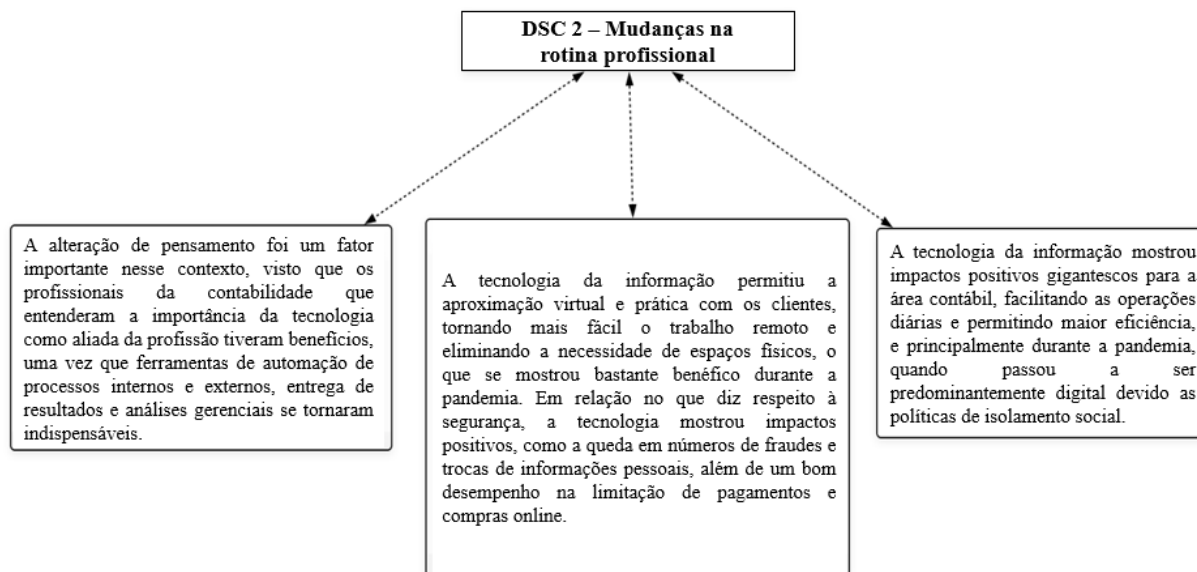 DSC 2 – Mudanças na
rotina profissional
A alteração de pensamento foi um fator
importante nesse contexto, visto que os
profissionais da contabilidade que
entenderam a importância da tecnologia
como aliada da profissão tiveram benefícios,
uma vez que ferramentas de automação de
processos internos e externos, entrega de
resultados e análises gerenciais se tornaram
indispensáveis.
A tecnologia da informação permitiu a
aproximação virtual e prática com os clientes,
tornando mais fácil o trabalho remoto e
eliminando a necessidade de espaços físicos, o
que se mostrou bastante benéfico durante a
pandemia. Em relação no que diz respeito à
segurança, a tecnologia mostrou impactos
positivos, como a queda em números de fraudes e
trocas de informações pessoais, além de um bom
desempenho na limitação de pagamentos e
compras online.
A tecnologia da informação mostrou
impactos positivos gigantescos para a
área contábil, facilitando as operações
diárias e permitindo maior eficiência,
e principalmente durante a pandemia,
quando passou a ser
predominantemente digital devido as
políticas de isolamento social.